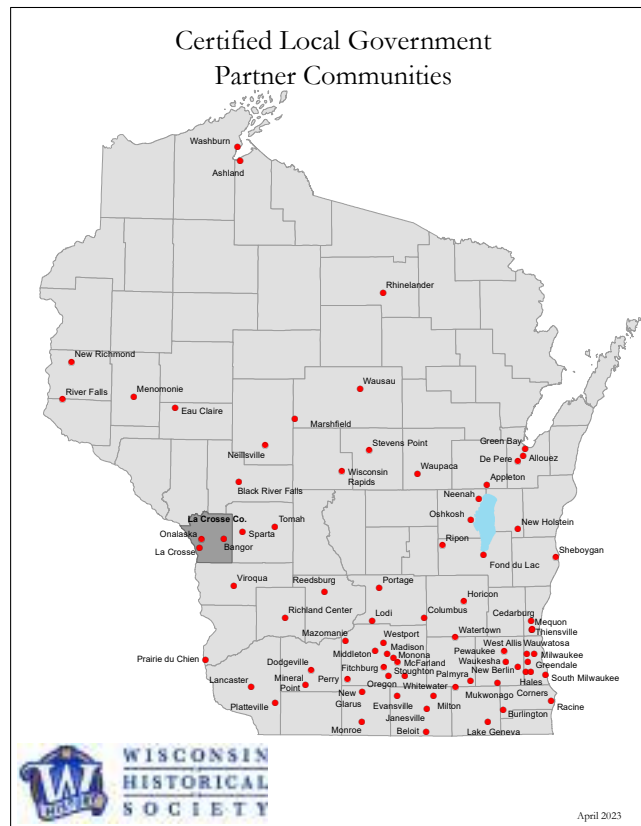 Certified Local Government
Partner Communities
Washburn
Ashland
Rhinelander
New Richmond
River Falls
Menomonie
Wausau
Eau Claire
Marshfield
Neillsville
Stevens Point
Green Bay
De Pere
Allouez
Wisconsin
Rapids
Waupaca
Appleton
Black River Falls
Neenah
La Crosse Co.
Tomah
Oshkosh
New Holstein
Onalaska
Sparta
La Crosse
Bangor
Ripon
Sheboygan
Fond du Lac
Viroqua
Reedsburg
Portage
Horicon
Richland Center
Lodi
Columbus
Cedarburg
Mequon
Thiensville
Mazomanie
Westport
Watertown
West Allis
Wauwatosa
Middleton
Madison
Monona
Pewaukee
Milwaukee
Prairie du Chien
Dodgeville
Fitchburg
McFarland
Waukesha
Greendale
Stoughton
Palmyra
New Berlin
South Milwaukee
Lancaster
Mineral
Point
Perry
Oregon
Whitewater
Hales
Corners
Mukwonago
Platteville
New
Glarus
Evansville
Milton
Racine
Janesville
Burlington
Monroe
Beloit
Lake Geneva
W
HISTORY
WISCONSIN
HISTORICAL
SOCIETY
April 2023